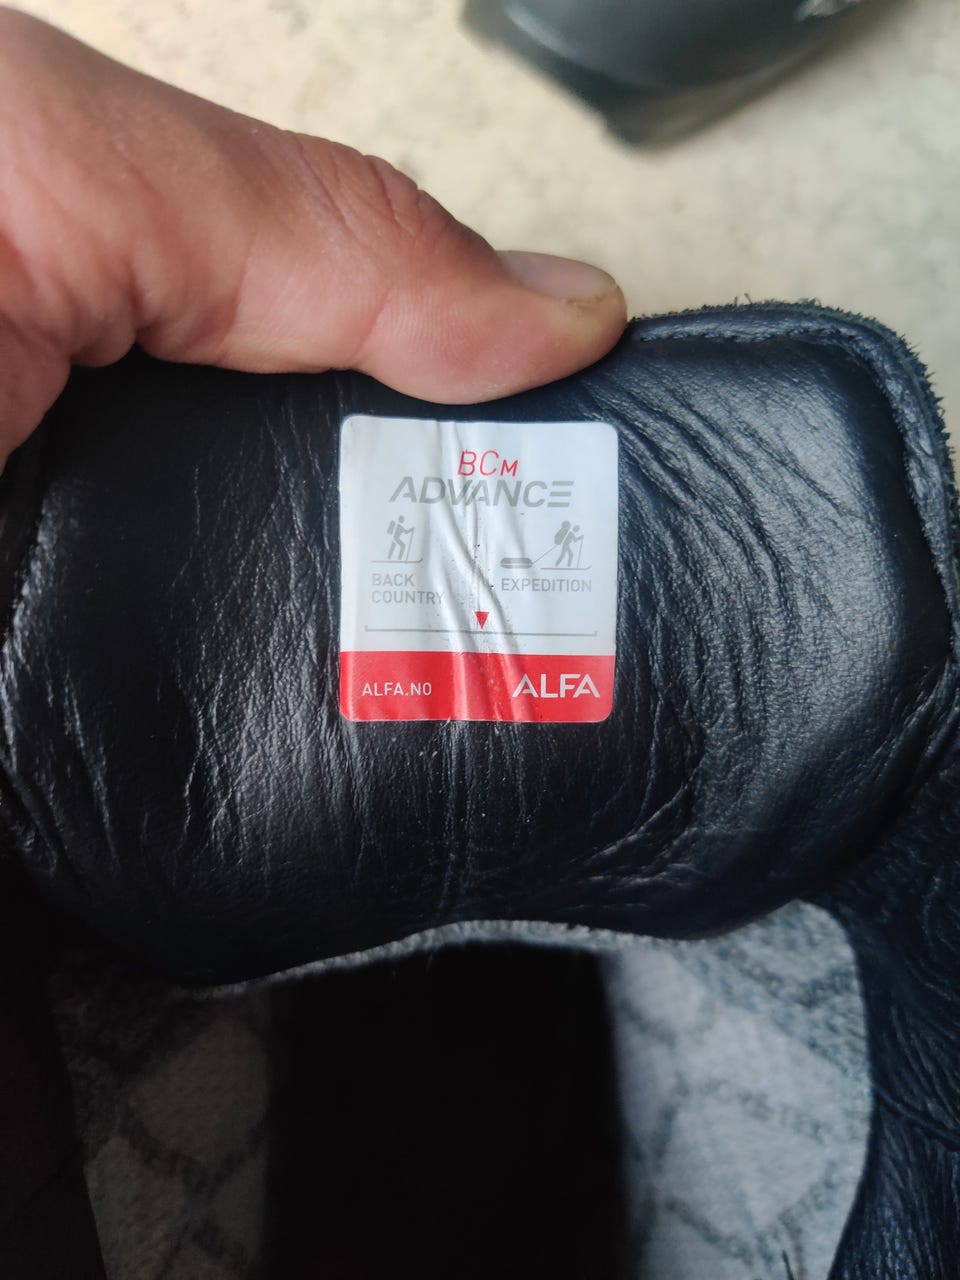 BCM
ADVANCE
BACK
COUNTRY
EXPEDITION
ALFA.NO
ALFA